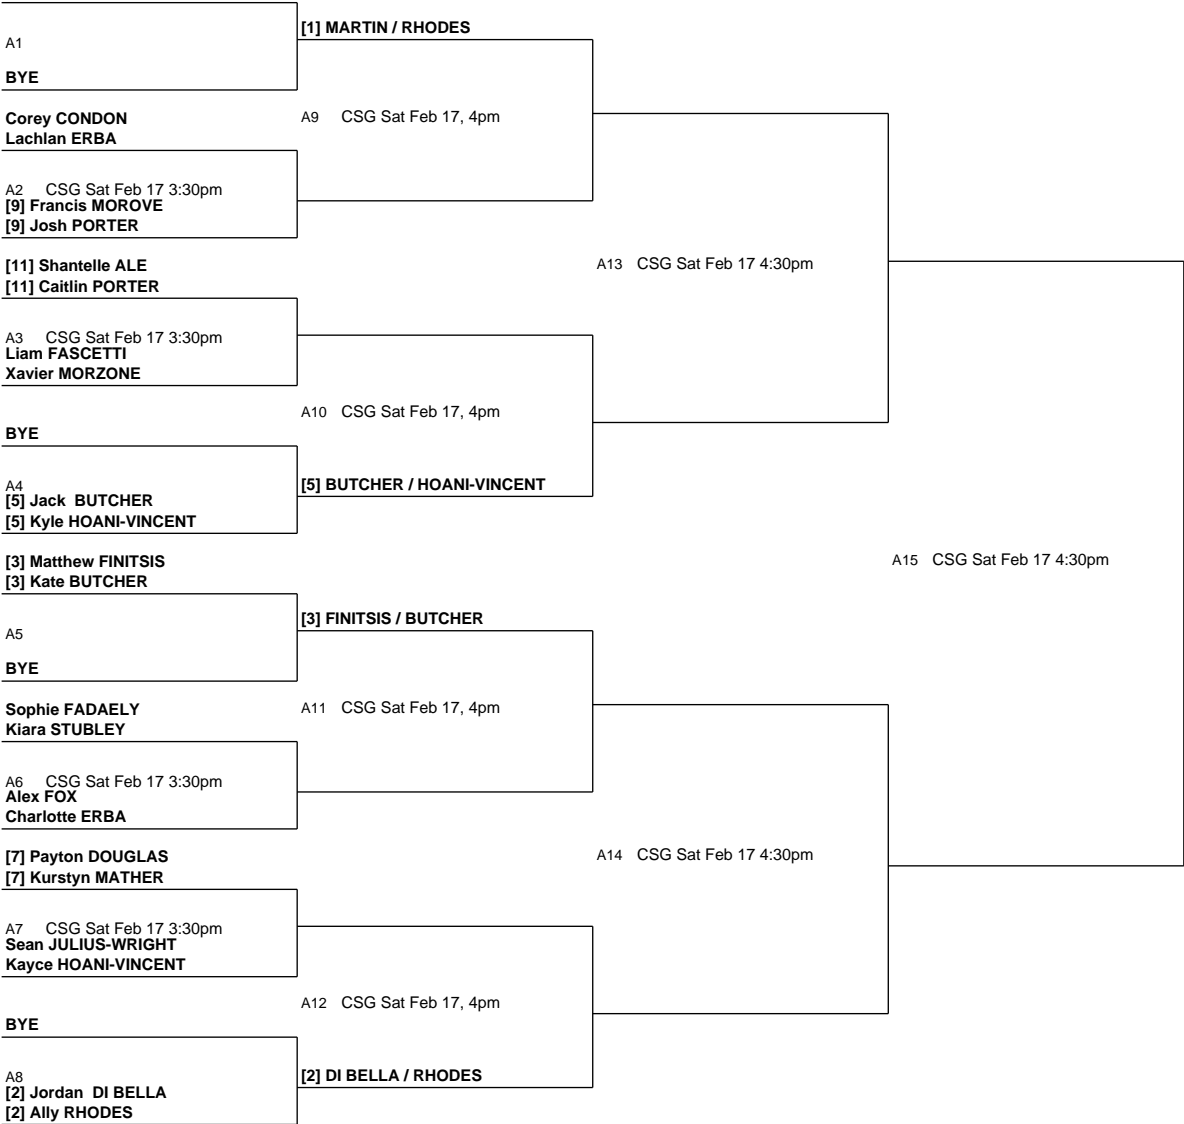 [1] MARTIN / RHODES
A1
BYE
Corey CONDON
Lachlan ERBA
A9 CSG Sat Feb 17, 4pm
A2 CSG Sat Feb 17 3:30pm
[9] Francis MOROVE
[9] Josh PORTER
[11] Shantelle ALE
[11] Caitlin PORTER
A13 CSG Sat Feb 17 4:30pm
A3 CSG Sat Feb 17 3:30pm
Liam FASCETTI
Xavier MORZONE
A10 CSG Sat Feb 17, 4pm
BYE
A4
[5] Jack BUTCHER
[5] Kyle HOANI-VINCENT
[5] BUTCHER / HOANI-VINCENT
[3] Matthew FINITSIS
[3] Kate BUTCHER
A15 CSG Sat Feb 17 4:30pm
[3] FINITSIS / BUTCHER
A5
BYE
Sophie FADAELY
Kiara STUBLEY
A11 CSG Sat Feb 17, 4pm
A6 CSG Sat Feb 17 3:30pm
Alex FOX
Charlotte ERBA
[7] Payton DOUGLAS
[7] Kurstyn MATHER
A14 CSG Sat Feb 17 4:30pm
A7 CSG Sat Feb 17 3:30pm
Sean JULIUS-WRIGHT
Kayce HOANI-VINCENT
A12 CSG Sat Feb 17, 4pm
BYE
A8
[2] Jordan DI BELLA
[2] Ally RHODES
[2] DI BELLA / RHODES